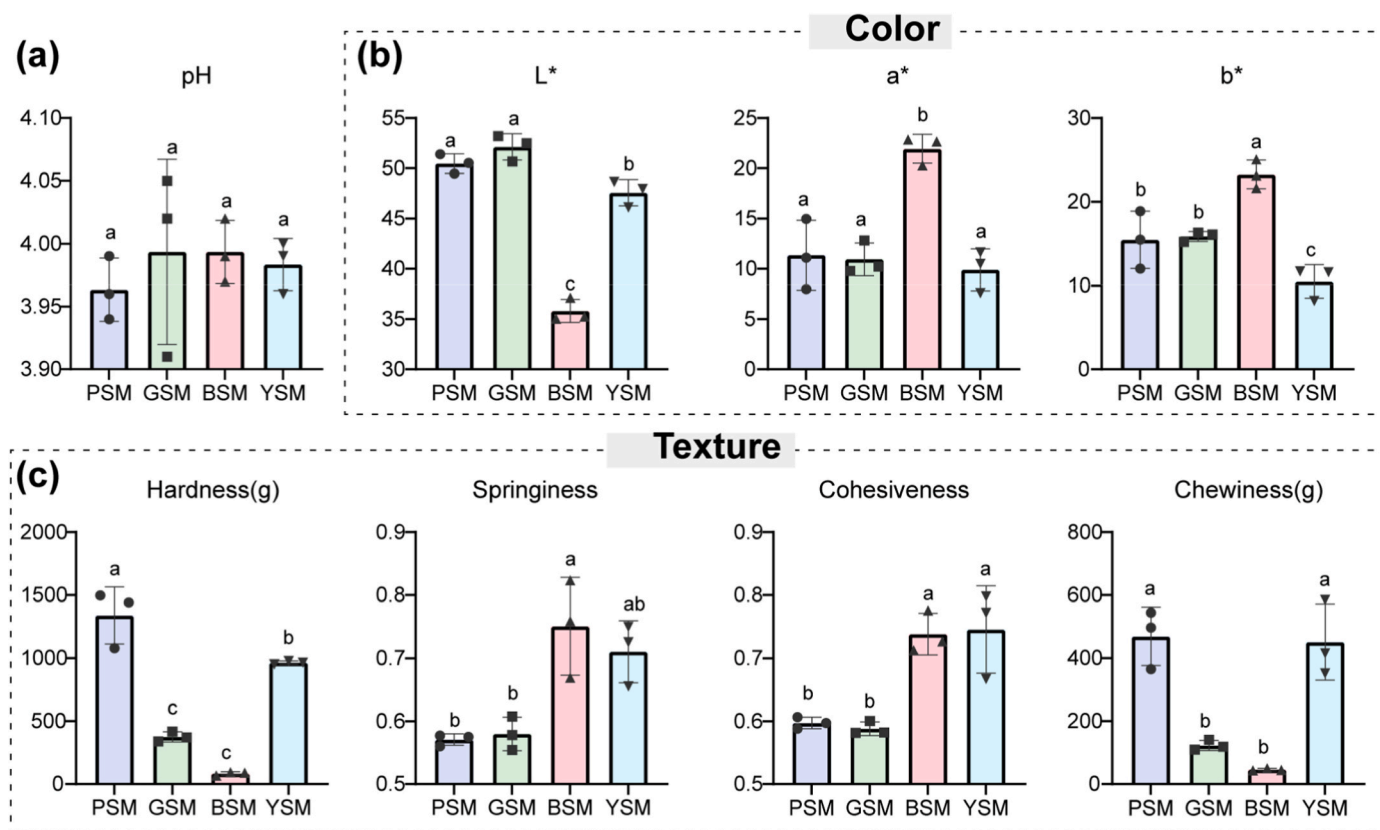 Color
(a)
(b)
pH
L*
a*
b*
4.10
4.05
4.00
3.95
3.90
a
a
a
a
PSM GSM BSM YSM
55
50
45
40
35
30
a
a
c
b
PSM GSM BSM YSM
25
20
15
10
5
0
a
a
b
a
PSM GSM BSM YSM
30
20
10
0
b
b
a
c
PSM GSM BSM YSM
Texture
(c)
Hardness(g)
Springiness
Cohesiveness
Chewiness(g)
2000
1500
1000
500
0
a
c
c
b
PSM GSM BSM YSM
0.9
0.8
0.7
0.6
0.5
b
b
a
ab
PSM GSM BSM YSM
0.9
0.8
0.7
0.6
0.5
b
b
a
a
PSM GSM BSM YSM
800
600
400
200
0
a
b
b
a
PSM GSM BSM YSM